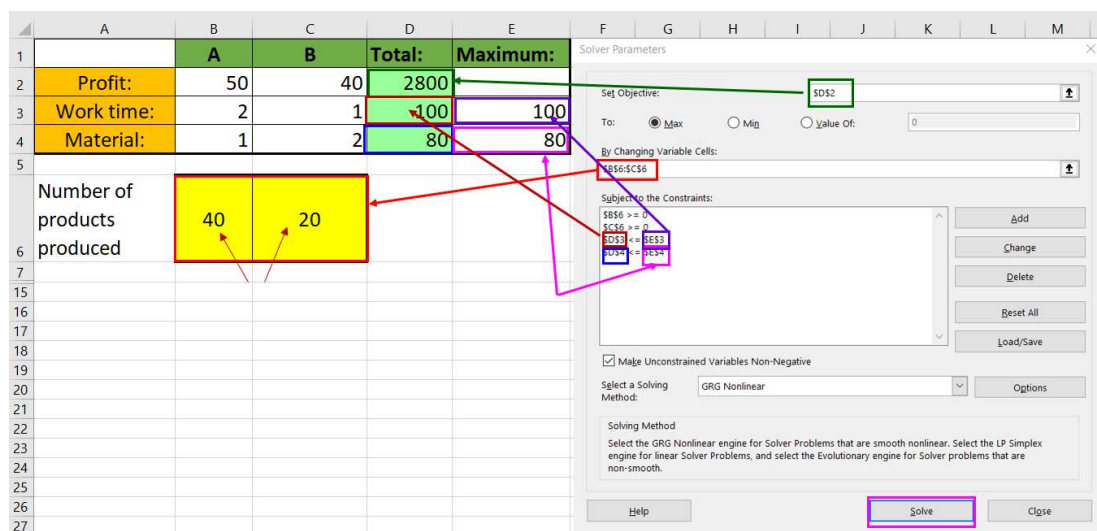 A B C D E F G H I J K L M
1 A B Total: Maximum:
2 Profit: 50 40 2800
3 Work time: 2 1 100 100
4 Material: 1 2 80 80
5
Number of
products
produced
6 40 20
7
15
16
17
18
19
20
21
22
23
24
25
26
27
Solver Parameters
Set Objective: $D$2
To: Max Min Value Of: 0
By Changing Variable Cells:
$B$6:$C$6
Subject to the Constraints:
$B$6 >= 0
$C$6 >= 0
$D$3 <= $E$3
$D$4 <= $E$4
Add
Change
Delete
Reset All
Load/Save
Make Unconstrained Variables Non-Negative
Select a Solving
Method:
GRG Nonlinear
Options
Solving Method
Select the GRG Nonlinear engine for Solver Problems that are smooth nonlinear. Select the LP Simplex
engine for linear Solver Problems, and select the Evolutionary engine for Solver problems that are
non-smooth.
Help Solve Close